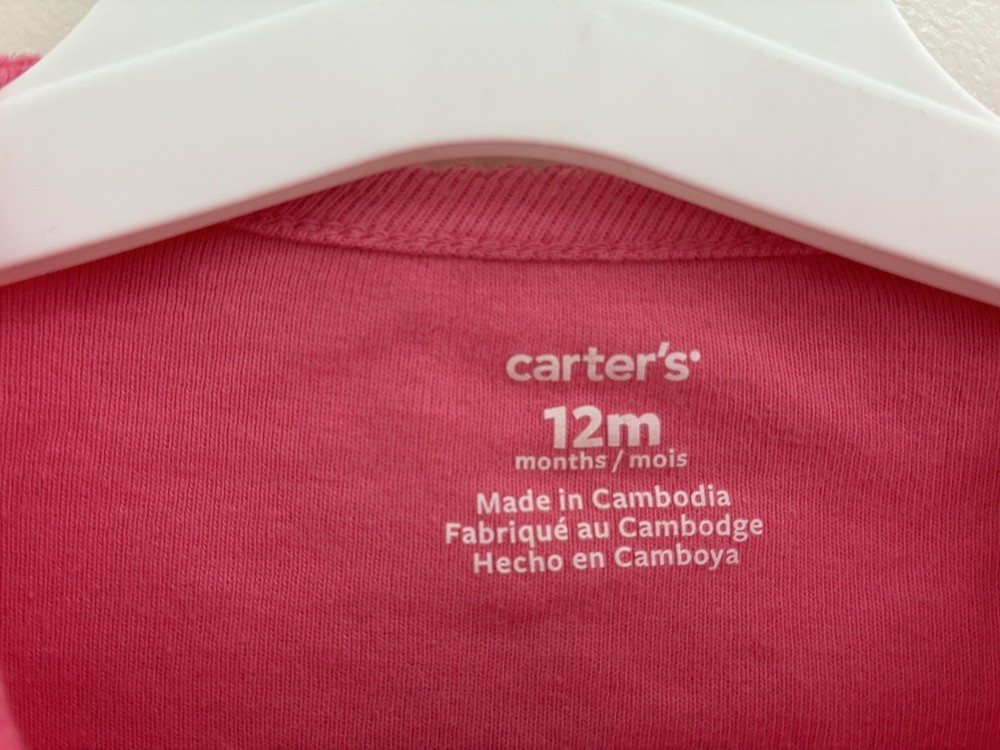 carter's
12m
months / mois
Made in Cambodia
Fabriqué au Cambodge
Hecho en Camboya